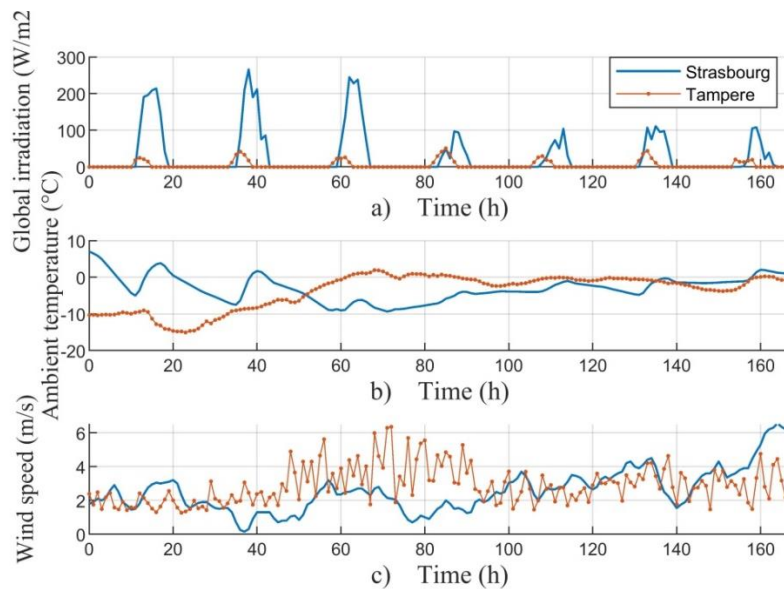 Global irradiation (W/m2
300
200
100
0
Strasbourg
Tampere
0 20 40 60 80 100 120 140 160
a) Time (h)
Ambient temperature (°C)
10
0
-10
-20
0 20 40 60 80 100 120 140 160
b) Time (h)
Wind speed (m/s)
6
4
2
0
0 20 40 60 80 100 120 140 160
c) Time (h)